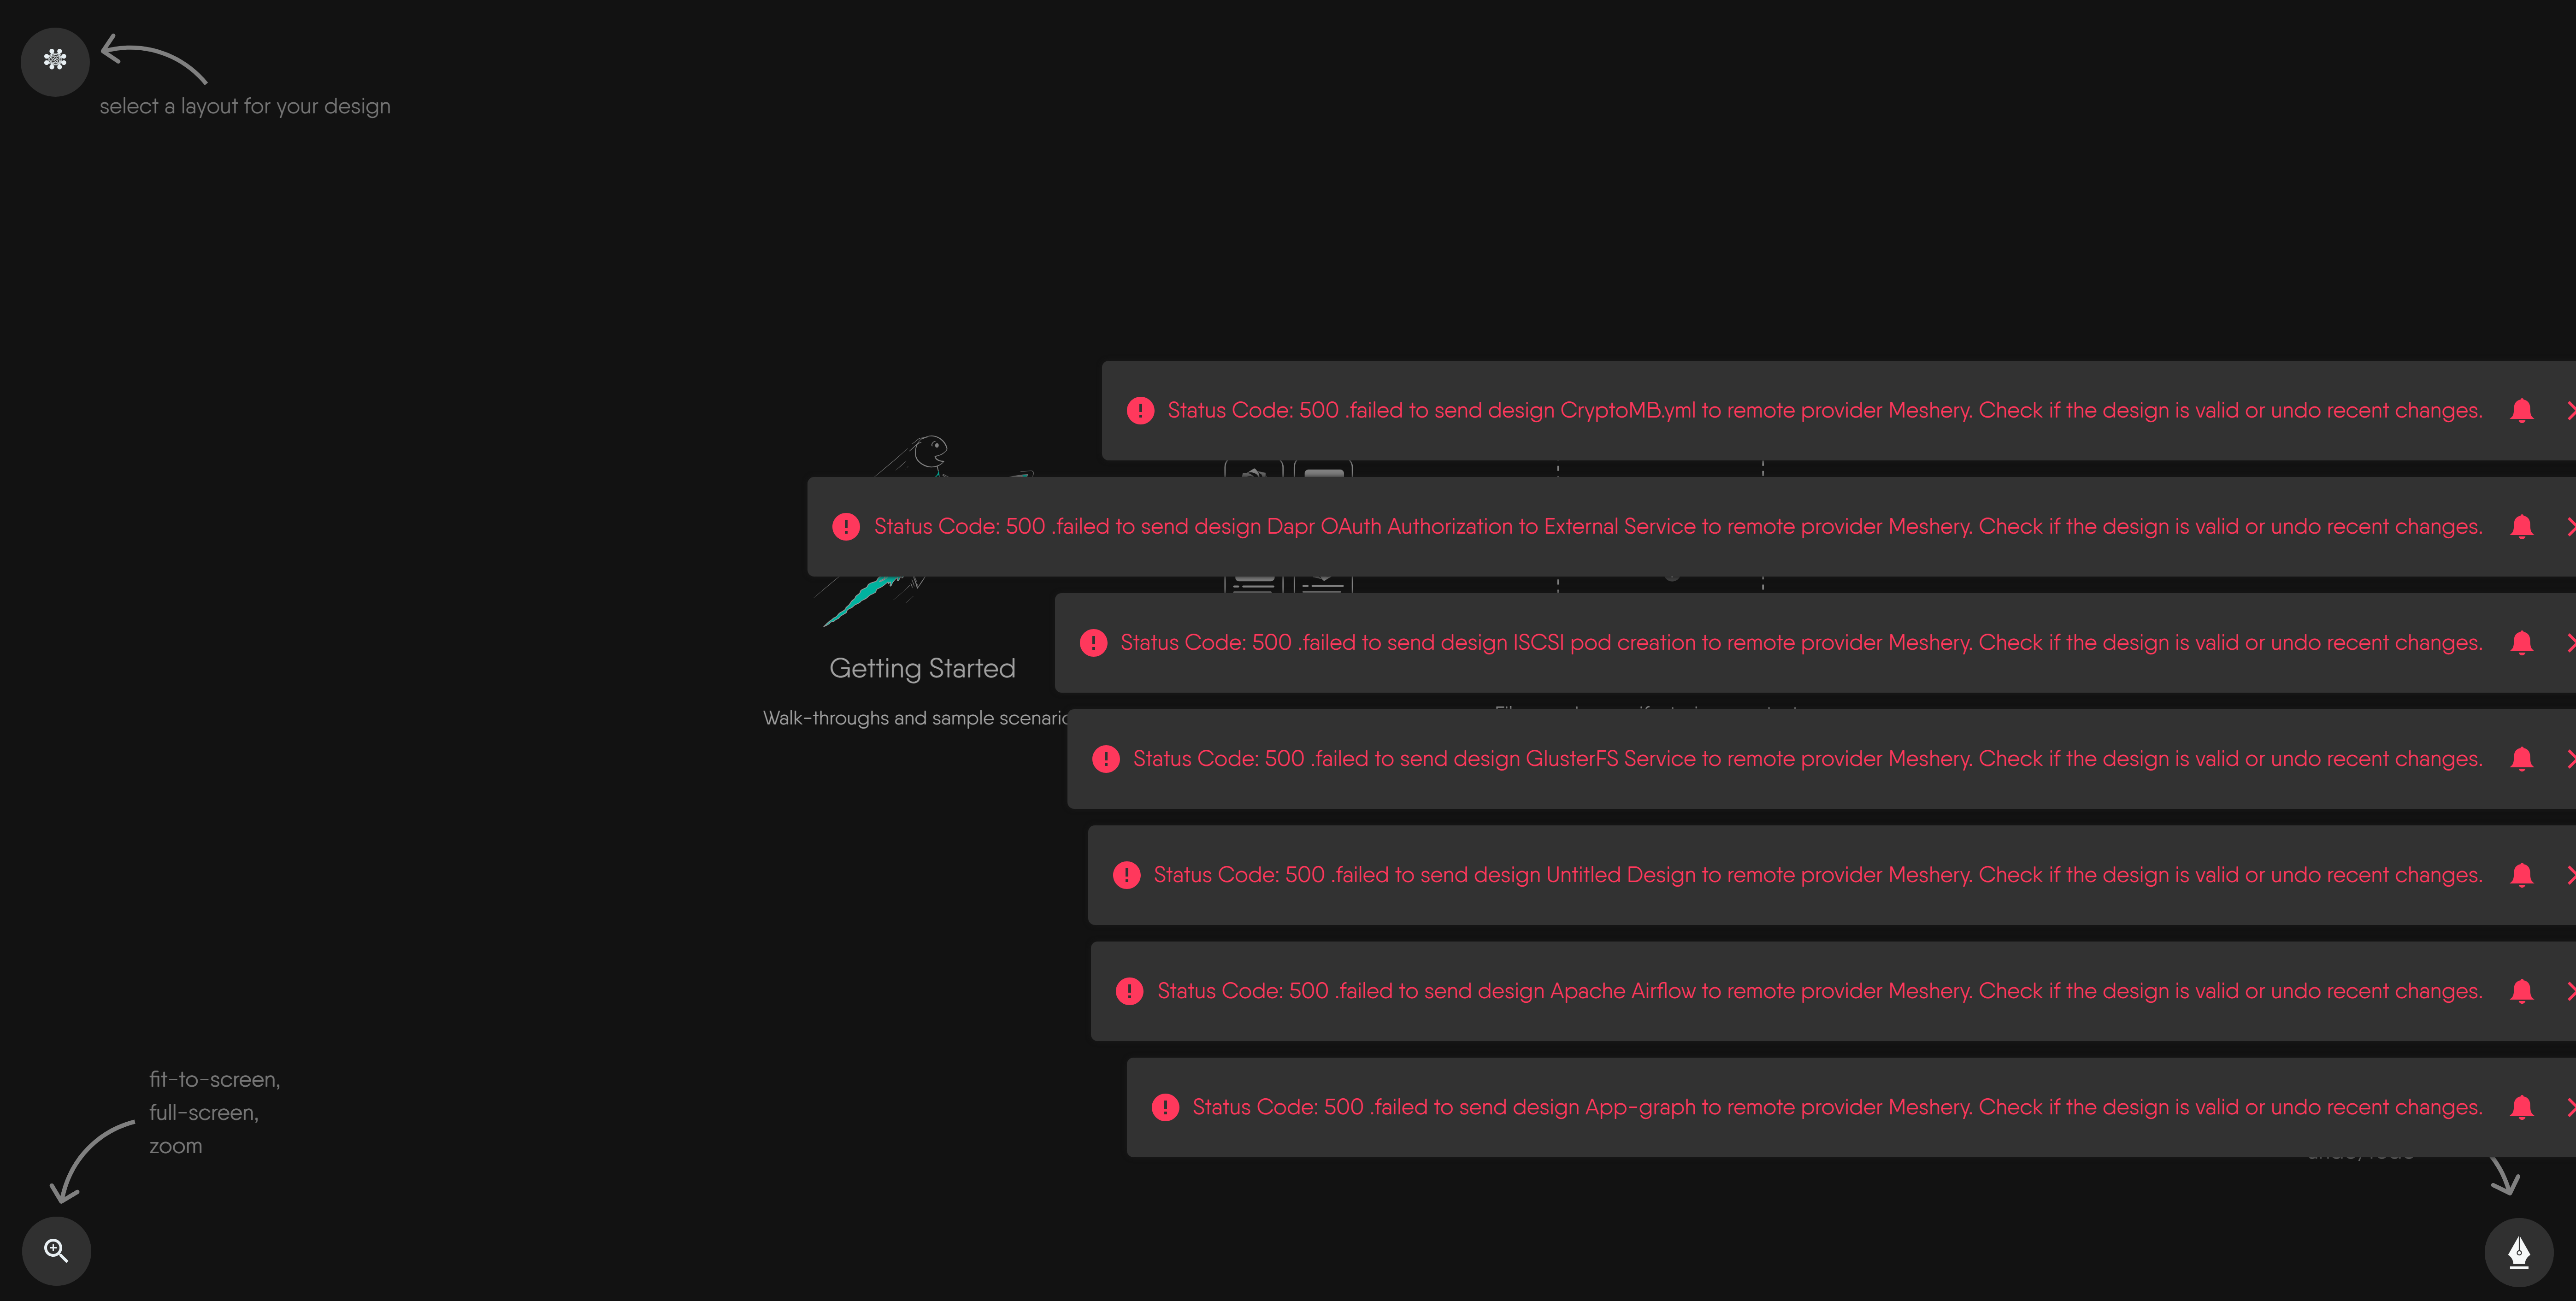 select a layout for your design
Status Code: 500 .failed to send design CryptoMB.yml to remote provider Meshery. Check if the design is valid or undo recent changes.
Status Code: 500 .failed to send design Dapr OAuth Authorization to External Service to remote provider Meshery. Check if the design is valid or undo recent changes.
Status Code: 500 .failed to send design ISCSI pod creation to remote provider Meshery. Check if the design is valid or undo recent changes.
Getting Started
Walk-throughs and sample scenario
Status Code: 500 .failed to send design GlusterFS Service to remote provider Meshery. Check if the design is valid or undo recent changes.
Status Code: 500 .failed to send design Untitled Design to remote provider Meshery. Check if the design is valid or undo recent changes.
Status Code: 500 .failed to send design Apache Airflow to remote provider Meshery. Check if the design is valid or undo recent changes.
Status Code: 500 .failed to send design App-graph to remote provider Meshery. Check if the design is valid or undo recent changes.
fit-to-screen,
full-screen,
zoom